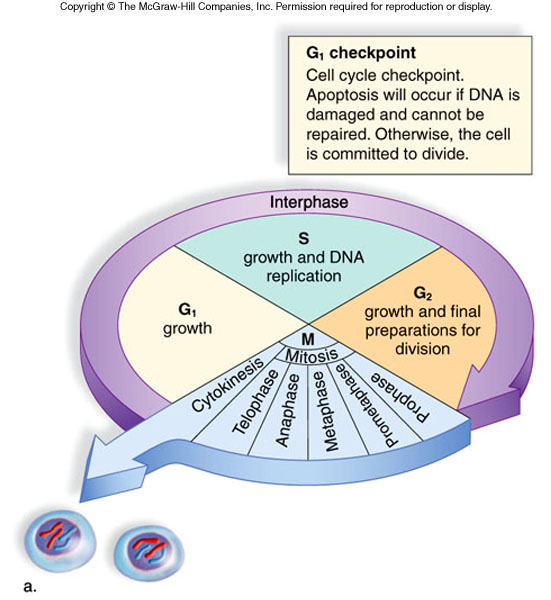 Copyright © The McGraw-Hill Companies, Inc. Permission required for reproduction or display.
G₁ checkpoint
Cell cycle checkpoint.
Apoptosis will occur if DNA is
damaged and cannot be
repaired. Otherwise, the cell
is committed to divide.
Interphase
S
growth and DNA
replication
G₁
growth
G₂
growth and final
preparations for
division
M
Mitosis
Cytokinesis
Telophase
Anaphase
Metaphase
Prometaphase
Prophase
a.